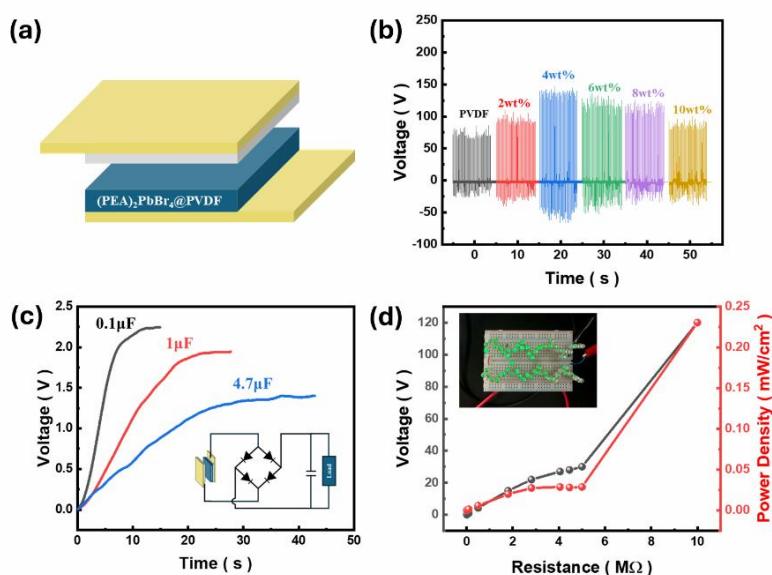 (a)
(PEA)₂PbBr₄@PVDF
(b)
Voltage ( V )
200
150
100
50
0
-50
-100
PVDF
2wt%
4wt%
6wt%
8wt%
10wt%
0 10 20 30 40 50
Time ( s )
(c)
Voltage ( V )
2.5
2.0
1.5
1.0
0.5
0.0
0.1μF
1μF
4.7μF
Load
0 10 20 30 40 50
Time ( s )
(d)
Voltage ( V )
120
100
80
60
40
20
0
0 2 4 6 8 10
Resistance ( MΩ )
0.25
0.20
0.15
0.10
0.05
0.00
Power Density ( mW/cm² )